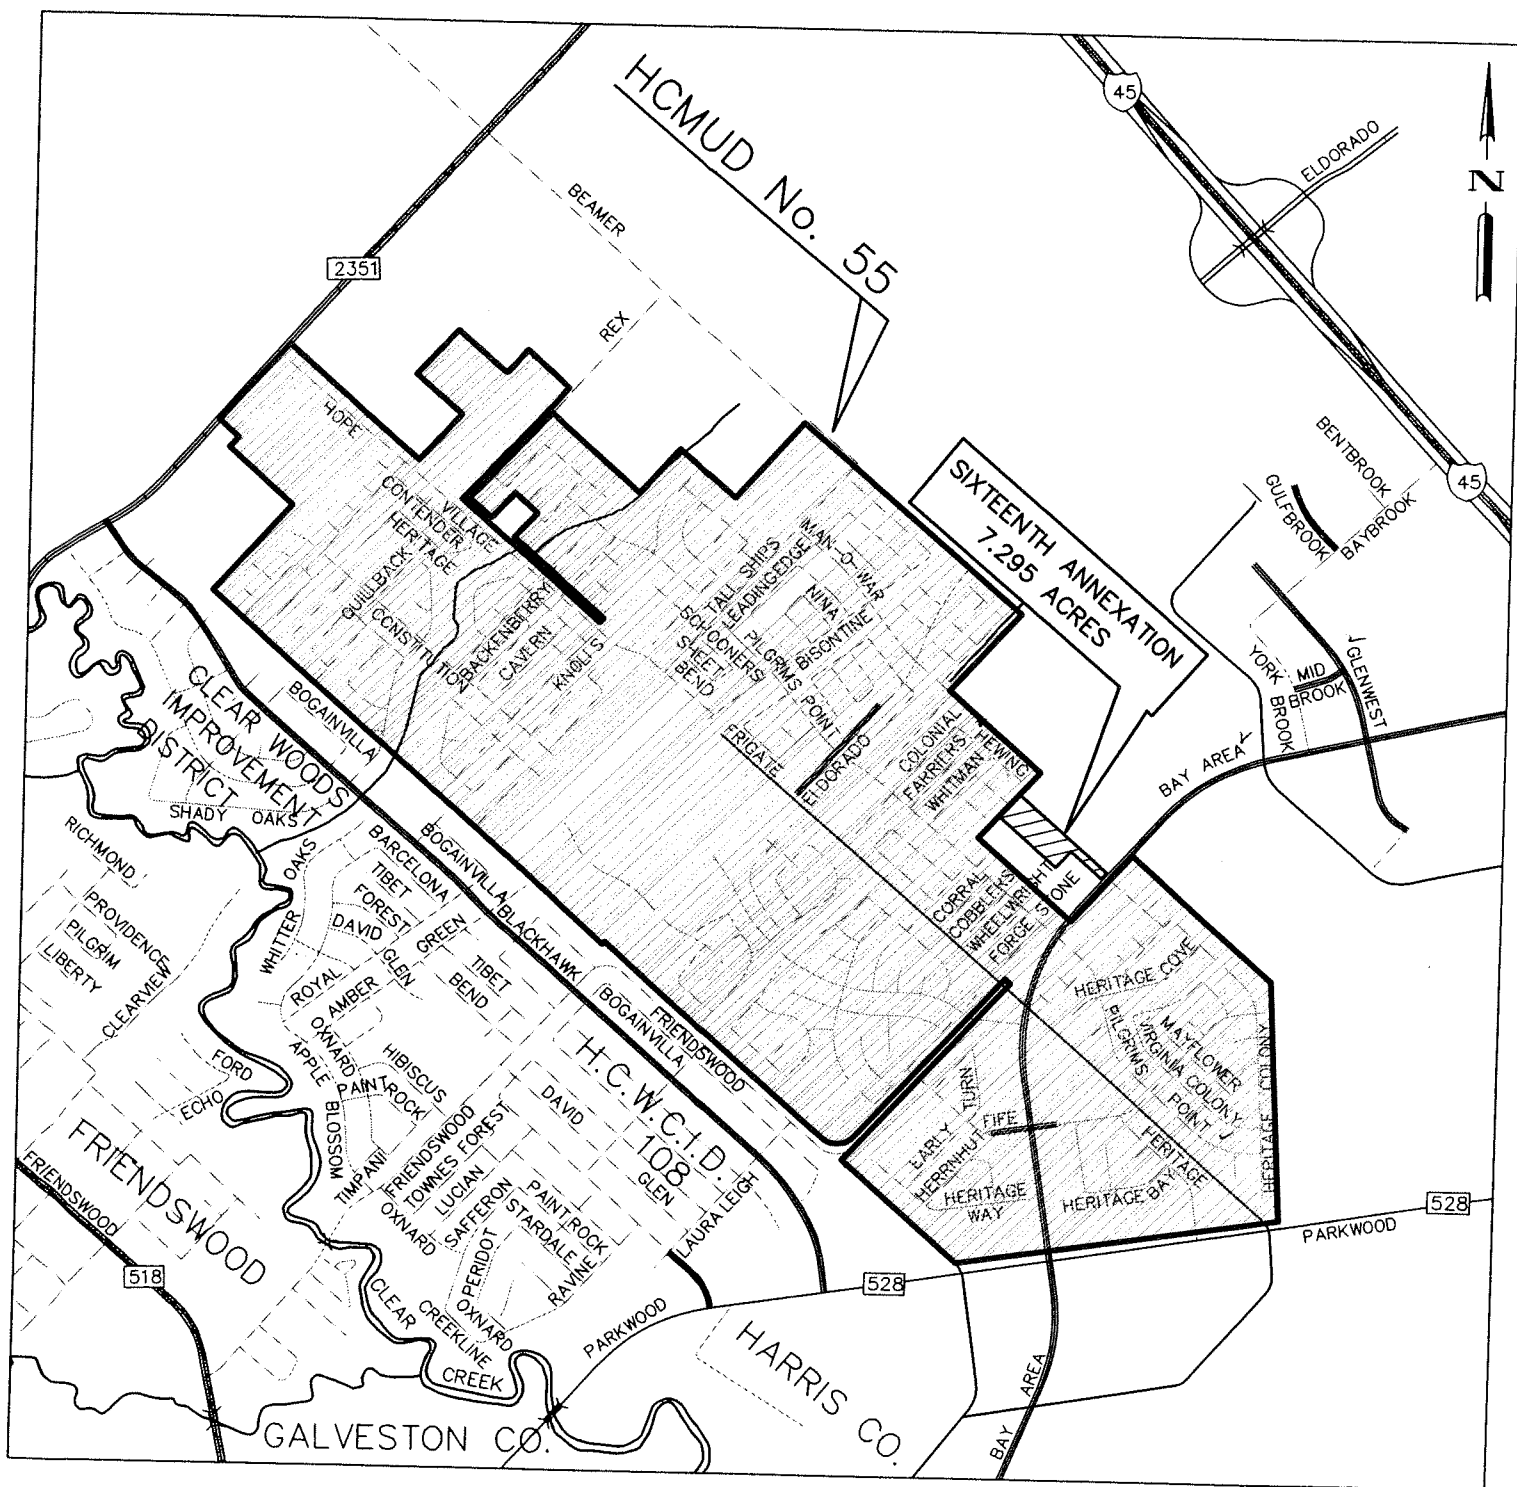 45
ELDORADO
N
HCMUD No. 55
BEAMER
2351
REX
HOPE
BENTBROOK
45
GULFBROOK
BAYBROOK
SIXTEENTH ANNEXATION
7.295 ACRES
VILLAGE
CONTENDER
HERITAGE
QUILLBACK
CONSTITUTION
BACKENBERRY
CAVERN
KNOLLS
MAN-O-WAR
TALL SHIPS
LEADINGEDGE
NINA
BISONTINE
SCHOONERS
SHEET
BEND
PILGRIMS POINT
FRIGATE
ELDORADO
COLONIAL
FARRIERS
WHITMAN
HEWING
YORK
BROOK
MID
BROOK
GLENWEST
BAY AREA
CLEAR WOODS
IMPROVEMENT
DISTRICT
BOGAINVILLA
SHADY OAKS
RICHMOND
PROVIDENCE
PILGRIM
LIBERTY
CLEARVIEW
WHITTER
OAKS
BARCELONA
BOGAINVILLA
TIBET
FOREST
DAVID
GLEN
GREEN
BLACKHAWK
TIBET
BEND
ROYAL
AMBER
OXNARD
APPLE
BLOSSOM
HIBISCUS
PAINTROCK
CORRAL
COBBLERS
WHEELWRIGHT
FORGE STONE
HERITAGE COVE
MAYFLOWER
VIRGINIA COLONY
PILGRIMS
POINT
HERITAGE COLONY
BOGAINVILLA
FRIENDSWOOD
H.C.W.C.I.D.
108
FORD
ECHO
DAVID
GLEN
EARLY
TURN
FIFE
HERRNHUT
HERITAGE
WAY
HERITAGE BAY
HERITAGE
TIMPANI
FRIENDSWOOD
TOWNES FOREST
LUCIAN
OXNARD
SAFFERON
PAINT ROCK
STARDALE
PERIDOT
RAVINE
LAURA LEIGH
FRIENDSWOOD
FRIENDSWOOD
518
528
PARKWOOD
528
CLEAR
CREEKLINE
OXNARD
CREEK
PARKWOOD
HARRIS CO.
BAY AREA
GALVESTON CO.